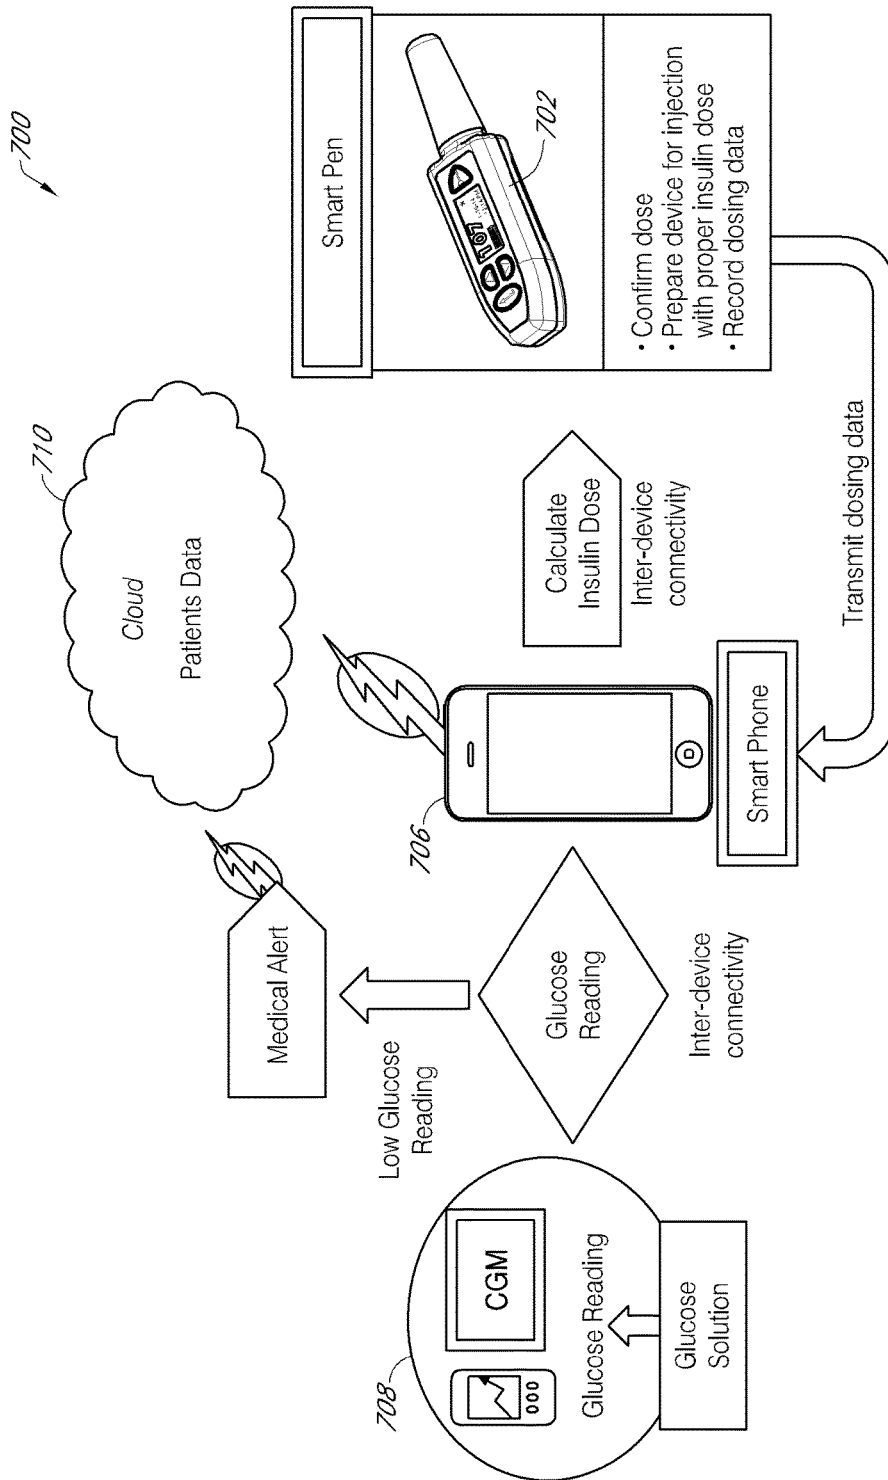 700
710
Cloud
Patients Data
Medical Alert
Low Glucose
Reading
708
CGM
Glucose Reading
Glucose
Solution
Glucose
Reading
Inter-device
connectivity
706
Smart Phone
Calculate
Insulin Dose
Inter-device
connectivity
Smart Pen
702
• Confirm dose
• Prepare device for injection
with proper insulin dose
• Record dosing data
Transmit dosing data